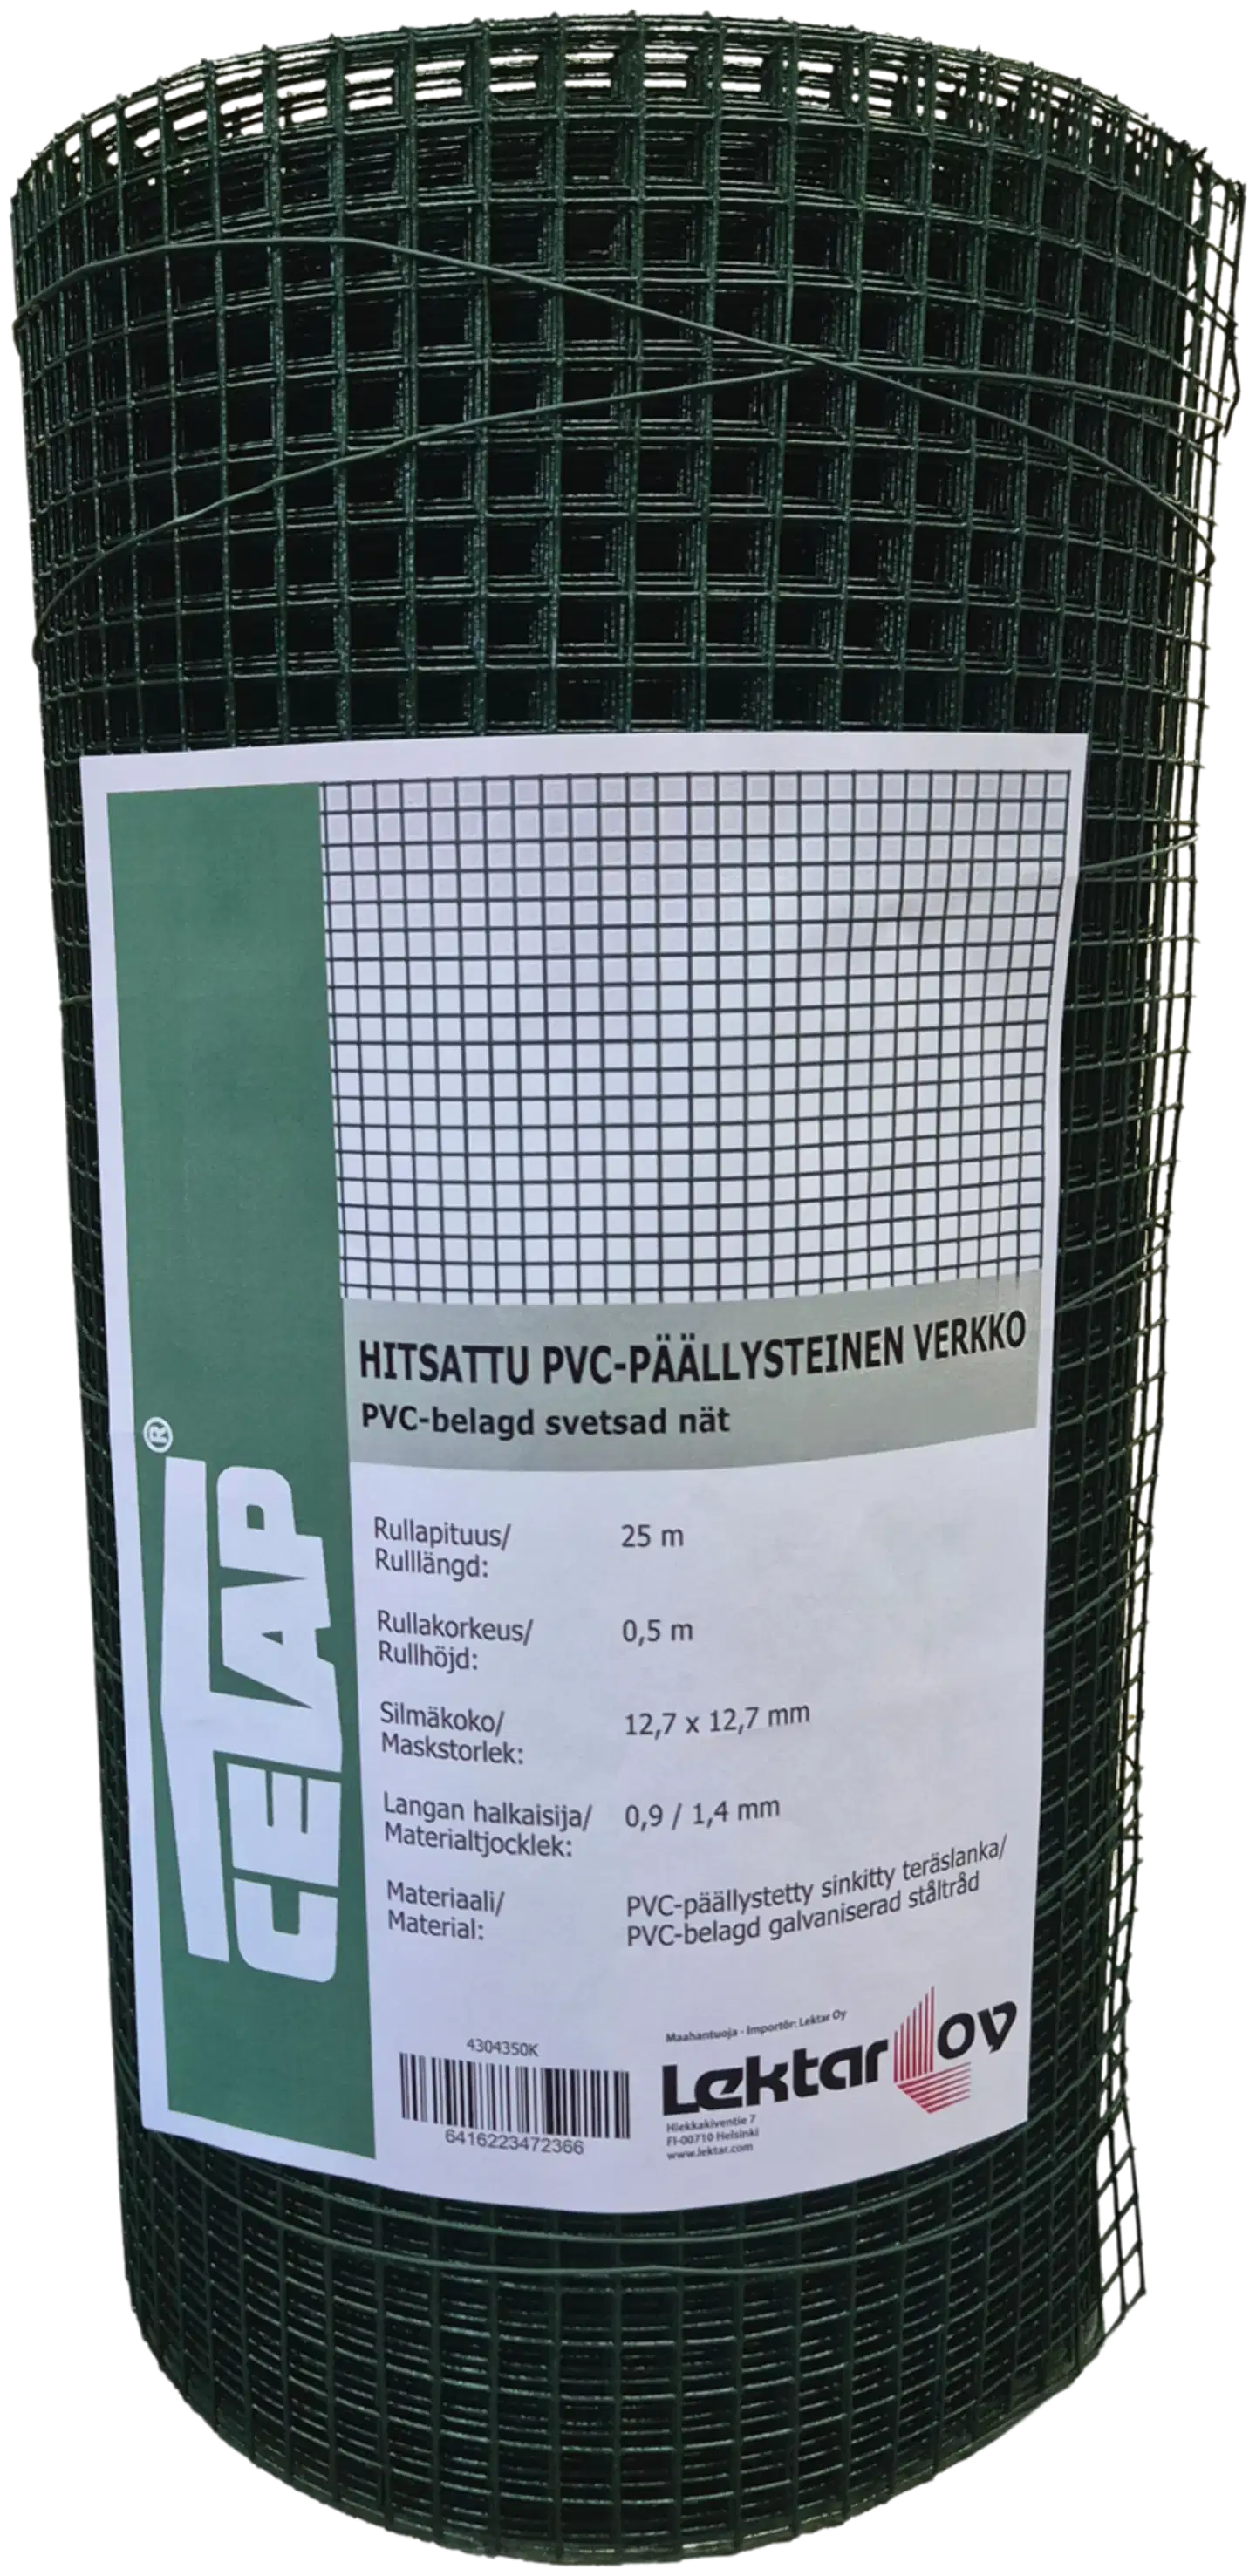 CELAP®
HITSATTU PVC-PÄÄLLYSTEINEN VERKKO
PVC-belagd svetsad nät
Rullapituus/ 25 m
Rulllängd:
Rullakorkeus/ 0,5 m
Rullhöjd:
Silmäkoko/ 12,7 x 12,7 mm
Maskstorlek:
Langan halkaisija/ 0,9 / 1,4 mm
Materialtjocklek:
Materiaali/ PVC-päällystetty sinkitty teräslanka/
Material: PVC-belagd galvaniserad ståltråd
4304350K
6416223472366
Maahantuoja - Importör: Lektar Oy
Lektar Oy
Hiekkakiventie 7
FI-00710 Helsinki
www.lektar.com